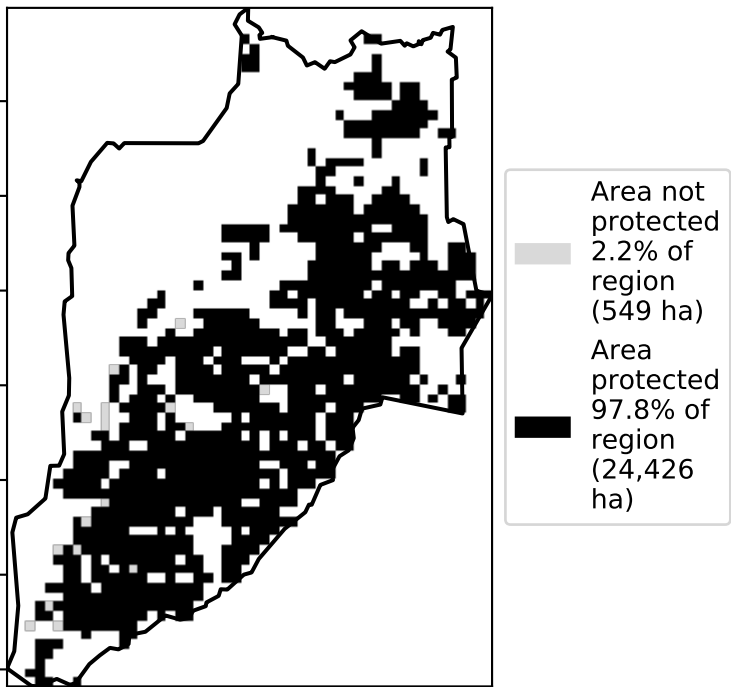 Area not
protected
2.2% of
region
(549 ha)
Area
protected
97.8% of
region
(24,426
ha)